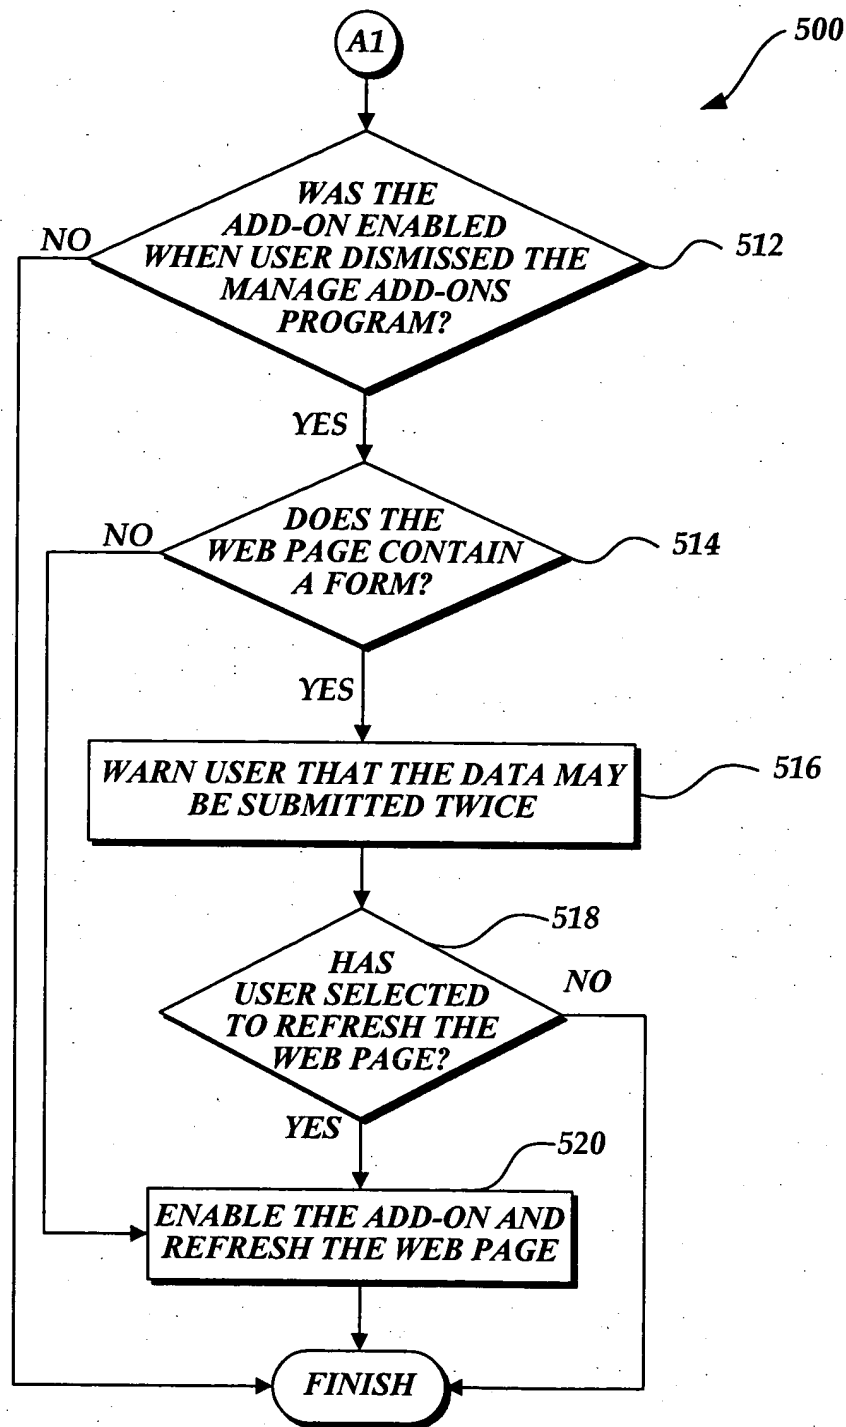 A1
500
WAS THE
ADD-ON ENABLED
WHEN USER DISMISSED THE
MANAGE ADD-ONS
PROGRAM?
NO
512
YES
DOES THE
WEB PAGE CONTAIN
A FORM?
NO
514
YES
WARN USER THAT THE DATA MAY
BE SUBMITTED TWICE
516
518
HAS
USER SELECTED
TO REFRESH THE
WEB PAGE?
NO
YES
520
ENABLE THE ADD-ON AND
REFRESH THE WEB PAGE
FINISH